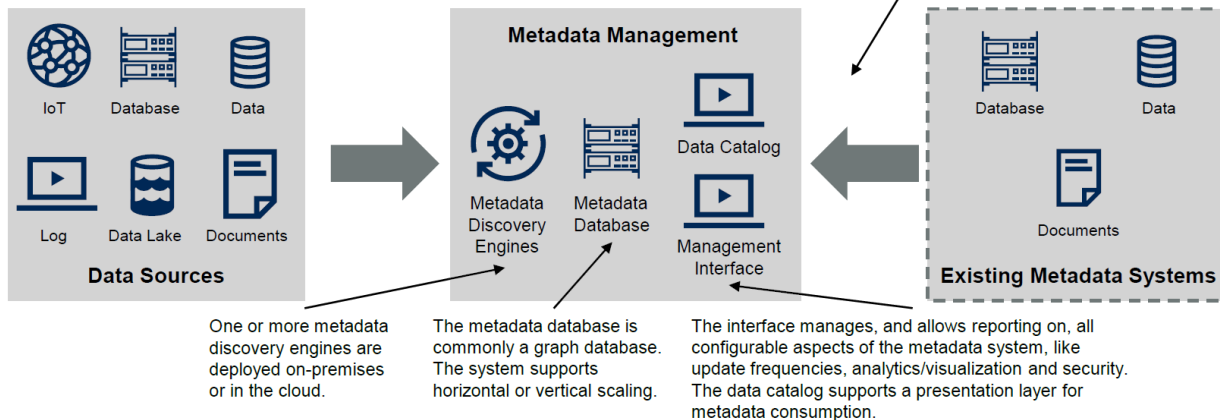 IoT
Database
Data
Log
Data Lake
Documents
Data Sources
Metadata Management
Metadata
Discovery
Engines
Metadata
Database
Data Catalog
Management
Interface
Database
Data
Documents
Existing Metadata Systems
One or more metadata
discovery engines are
deployed on-premises
or in the cloud.
The metadata database is
commonly a graph database.
The system supports
horizontal or vertical scaling.
The interface manages, and allows reporting on, all
configurable aspects of the metadata system, like
update frequencies, analytics/visualization and security.
The data catalog supports a presentation layer for
metadata consumption.